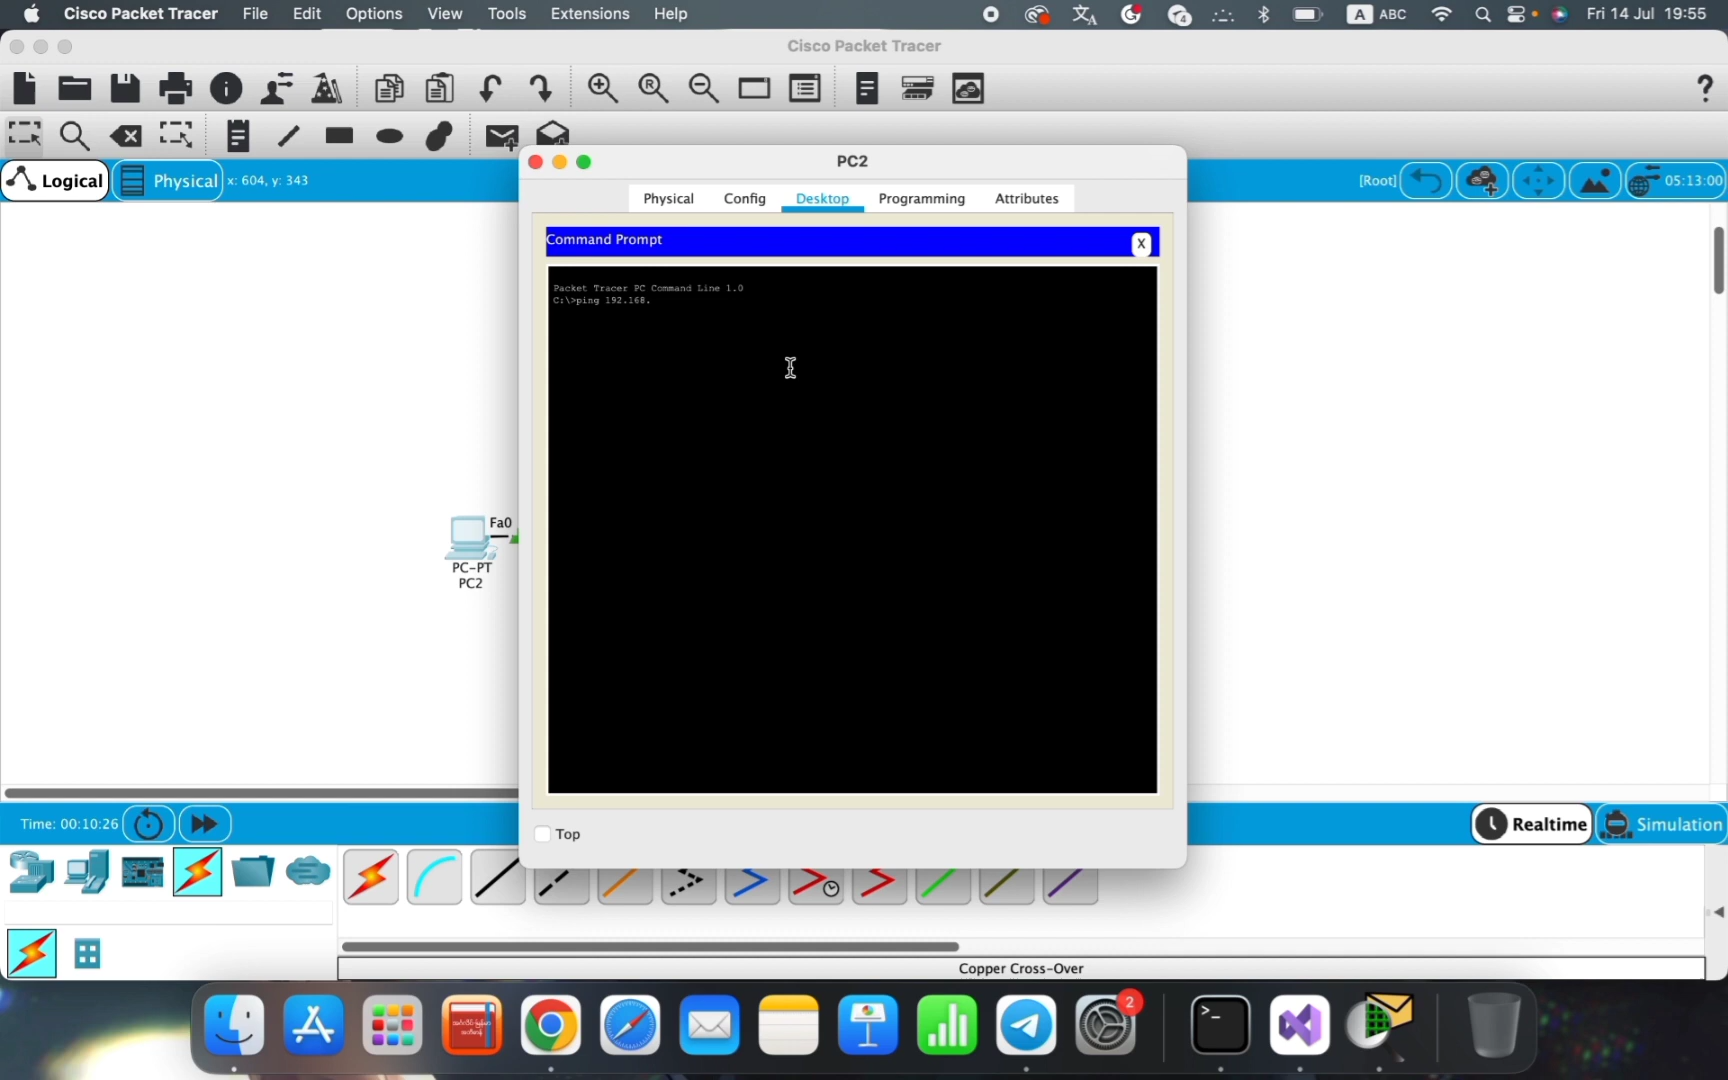 Cisco Packet Tracer File Edit Options View Tools Extensions Help
4
A ABC Fri 14 Jul 19:55
Cisco Packet Tracer
R
?
Logical Physical x: 604, y: 343
[Root] 05:13:00
PC2
Physical Config Desktop Programming Attributes
Command Prompt X
Packet Tracer PC Command Line 1.0
C:\>ping 192.168.
Fa0
PC-PT
PC2
Time: 00:10:26
Top
Realtime Simulation
Copper Cross-Over
2
>_